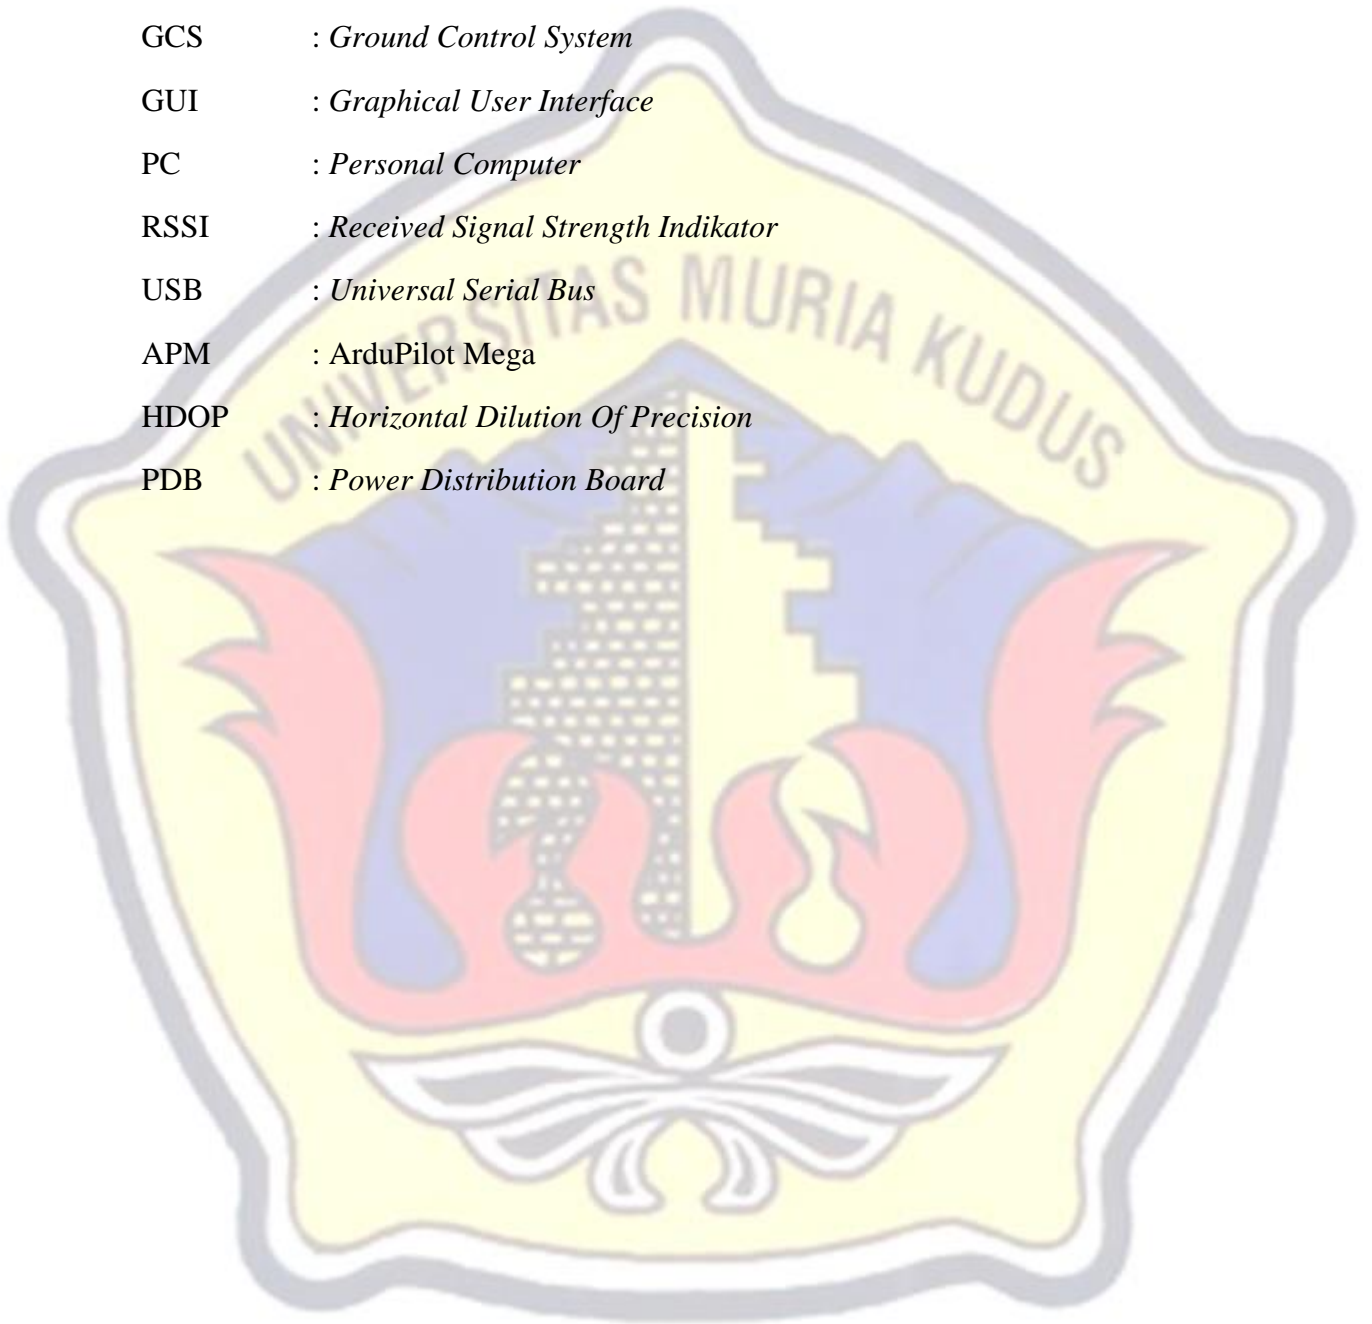 GCS : Ground Control System
GUI : Graphical User Interface
PC : Personal Computer
RSSI : Received Signal Strength Indikator
USB : Universal Serial Bus
APM : ArduPilot Mega
HDOP : Horizontal Dilution Of Precision
PDB : Power Distribution Board
UNIVERSITAS MURIA KUDUS